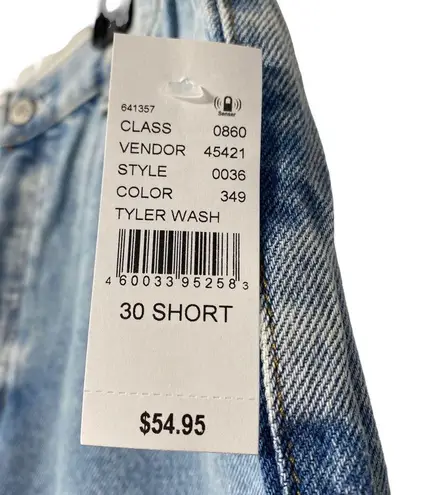 641357
Sensor
CLASS 0860
VENDOR 45421
STYLE 0036
COLOR 349
TYLER WASH
4 60033 95258 3
30 SHORT
$54.95